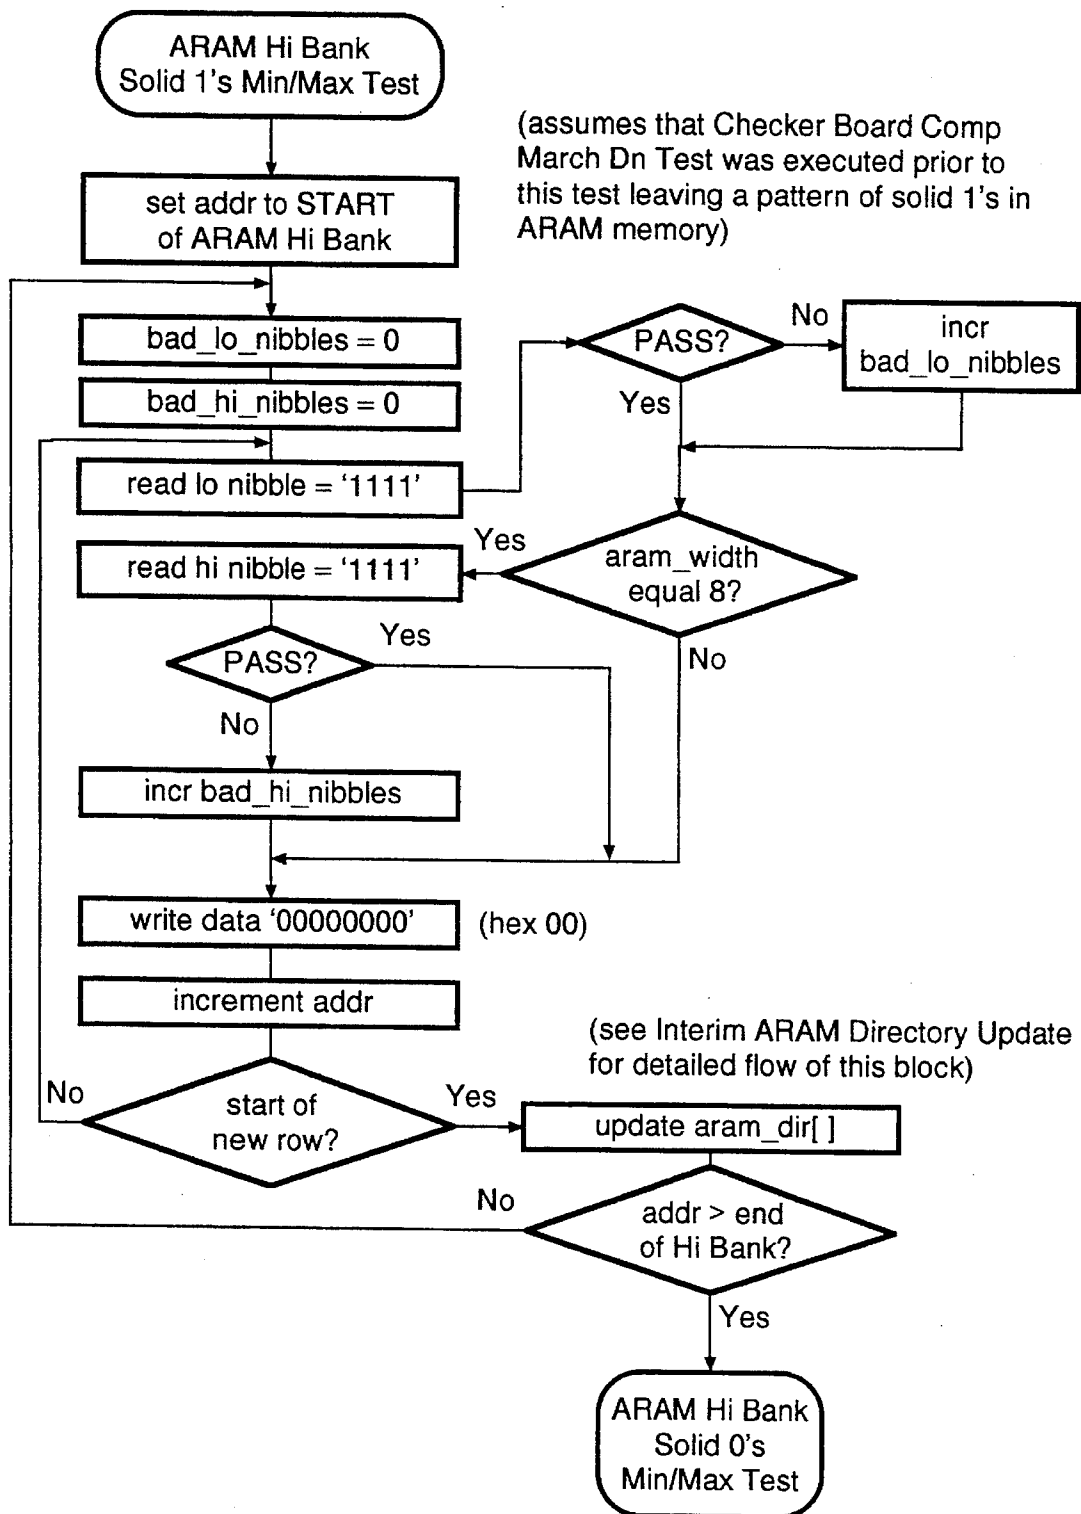 ARAM Hi Bank
Solid 1's Min/Max Test
(assumes that Checker Board Comp
March Dn Test was executed prior to
this test leaving a pattern of solid 1's in
ARAM memory)
set addr to START
of ARAM Hi Bank
bad_lo_nibbles = 0
bad_hi_nibbles = 0
read lo nibble = ‘1111’
PASS?
No
incr
bad_lo_nibbles
Yes
aram_width
equal 8?
Yes
No
read hi nibble = ‘1111’
PASS?
Yes
No
incr bad_hi_nibbles
write data ‘00000000’
(hex 00)
increment addr
(see Interim ARAM Directory Update
for detailed flow of this block)
start of
new row?
No
Yes
update aram_dir[ ]
addr > end
of Hi Bank?
No
Yes
ARAM Hi Bank
Solid 0's
Min/Max Test